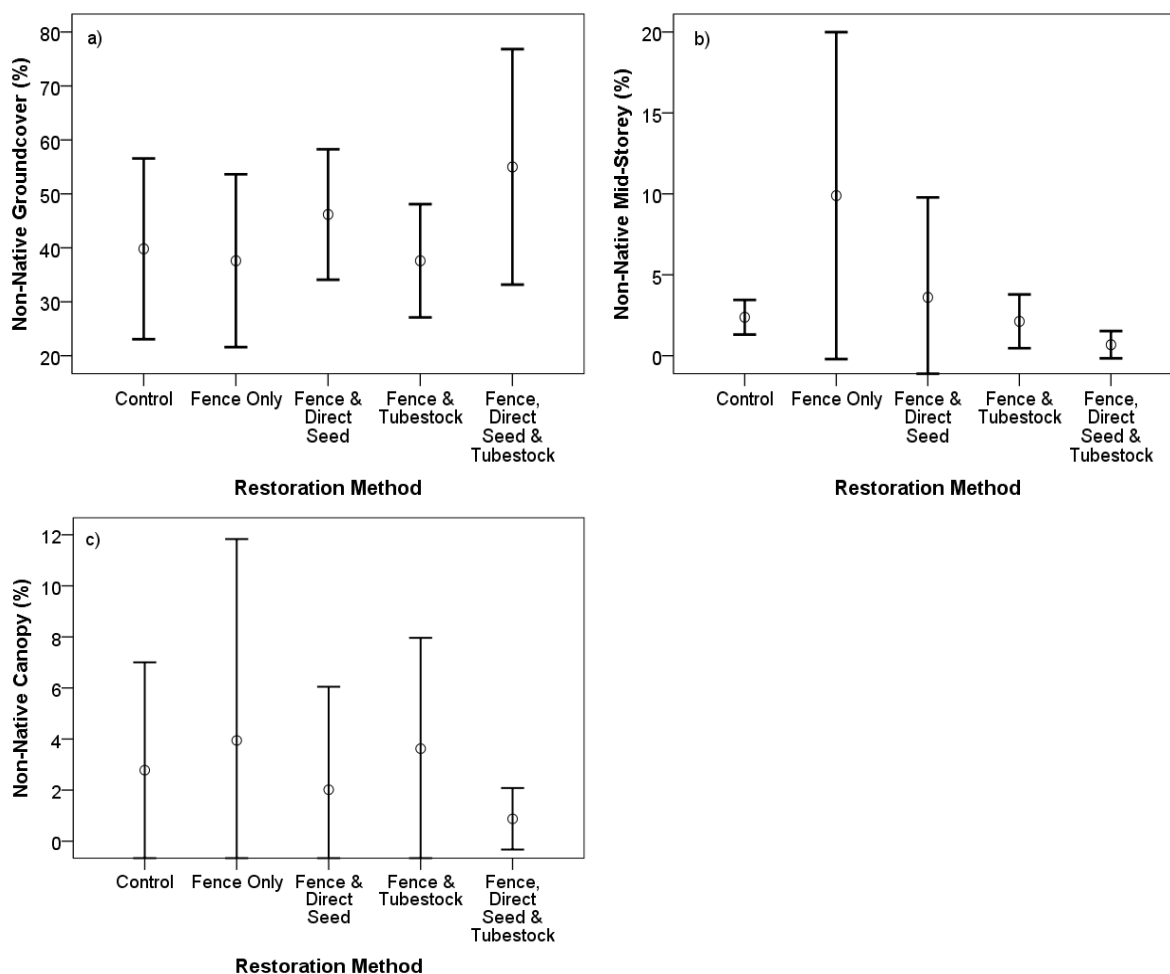 a)
Non-Native Groundcover (%)
80
70
60
50
40
30
20
Control
Fence Only
Fence &
Direct
Seed
Fence &
Tubestock
Fence,
Direct
Seed &
Tubestock
Restoration Method
b)
Non-Native Mid-Storey (%)
20
15
10
5
0
Control
Fence Only
Fence &
Direct
Seed
Fence &
Tubestock
Fence,
Direct
Seed &
Tubestock
Restoration Method
c)
Non-Native Canopy (%)
12
10
8
6
4
2
0
Control
Fence Only
Fence &
Direct
Seed
Fence &
Tubestock
Fence,
Direct
Seed &
Tubestock
Restoration Method